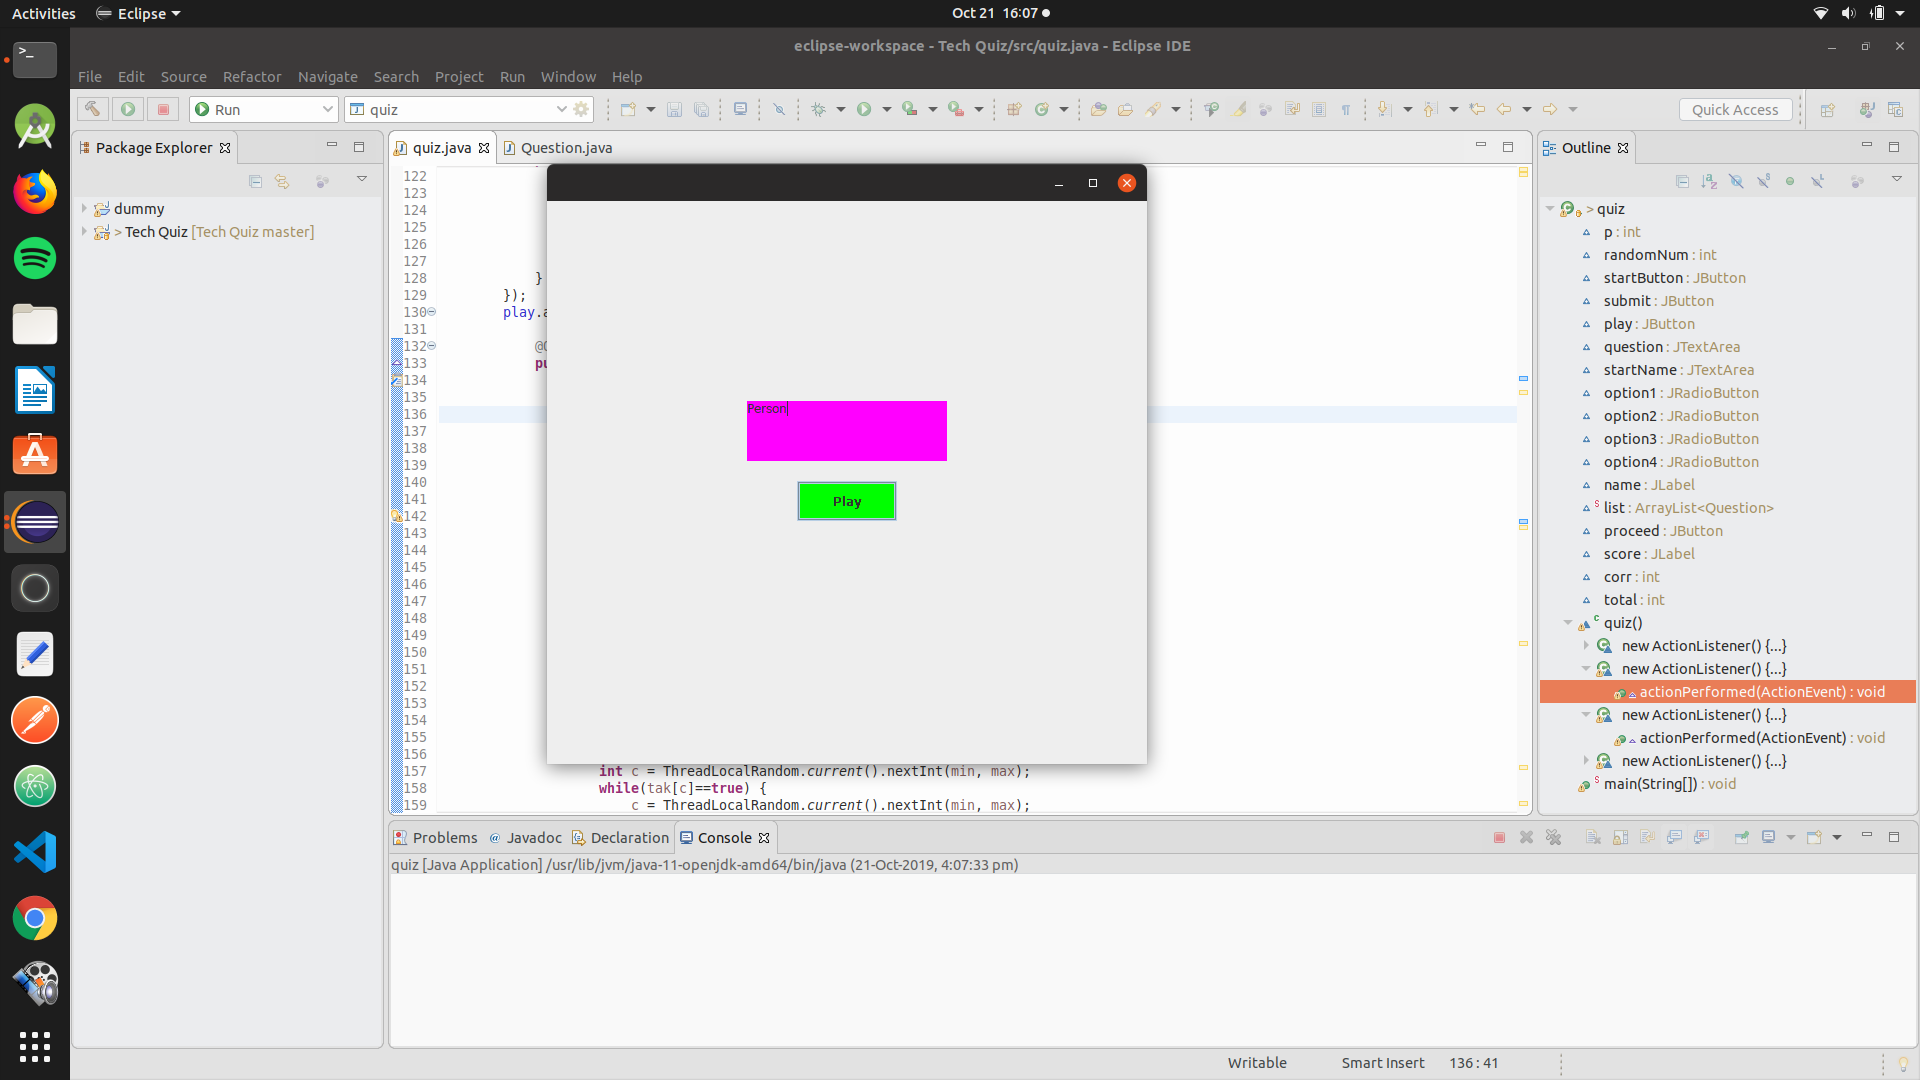 Activities
Eclipse
Oct 21 16:07
eclipse-workspace - Tech Quiz/src/quiz.java - Eclipse IDE
File Edit Source Refactor Navigate Search Project Run Window Help
Run
quiz
Quick Access
Package Explorer
dummy
> Tech Quiz [Tech Quiz master]
quiz.java
Question.java
122
123
124
125
126
127
128 }
129 });
130 play.a
131
132
133 pu
134
135
136
137
138
139
140
141
142
143
144
145
146
147
148
149
150
151
152
153
154
155
156
157 int c = ThreadLocalRandom.current().nextInt(min, max);
158 while(tak[c]==true) {
159 c = ThreadLocalRandom.current().nextInt(min, max);
Person
Play
Outline
> quiz
p : int
randomNum : int
startButton : JButton
submit : JButton
play : JButton
question : JTextArea
startName : JTextArea
option1 : JRadioButton
option2 : JRadioButton
option3 : JRadioButton
option4 : JRadioButton
name : JLabel
list : ArrayList<Question>
proceed : JButton
score : JLabel
corr : int
total : int
quiz()
new ActionListener() {...}
new ActionListener() {...}
actionPerformed(ActionEvent) : void
new ActionListener() {...}
actionPerformed(ActionEvent) : void
new ActionListener() {...}
main(String[]) : void
Problems
@ Javadoc
Declaration
Console
quiz [Java Application] /usr/lib/jvm/java-11-openjdk-amd64/bin/java (21-Oct-2019, 4:07:33 pm)
Writable
Smart Insert
136 : 41